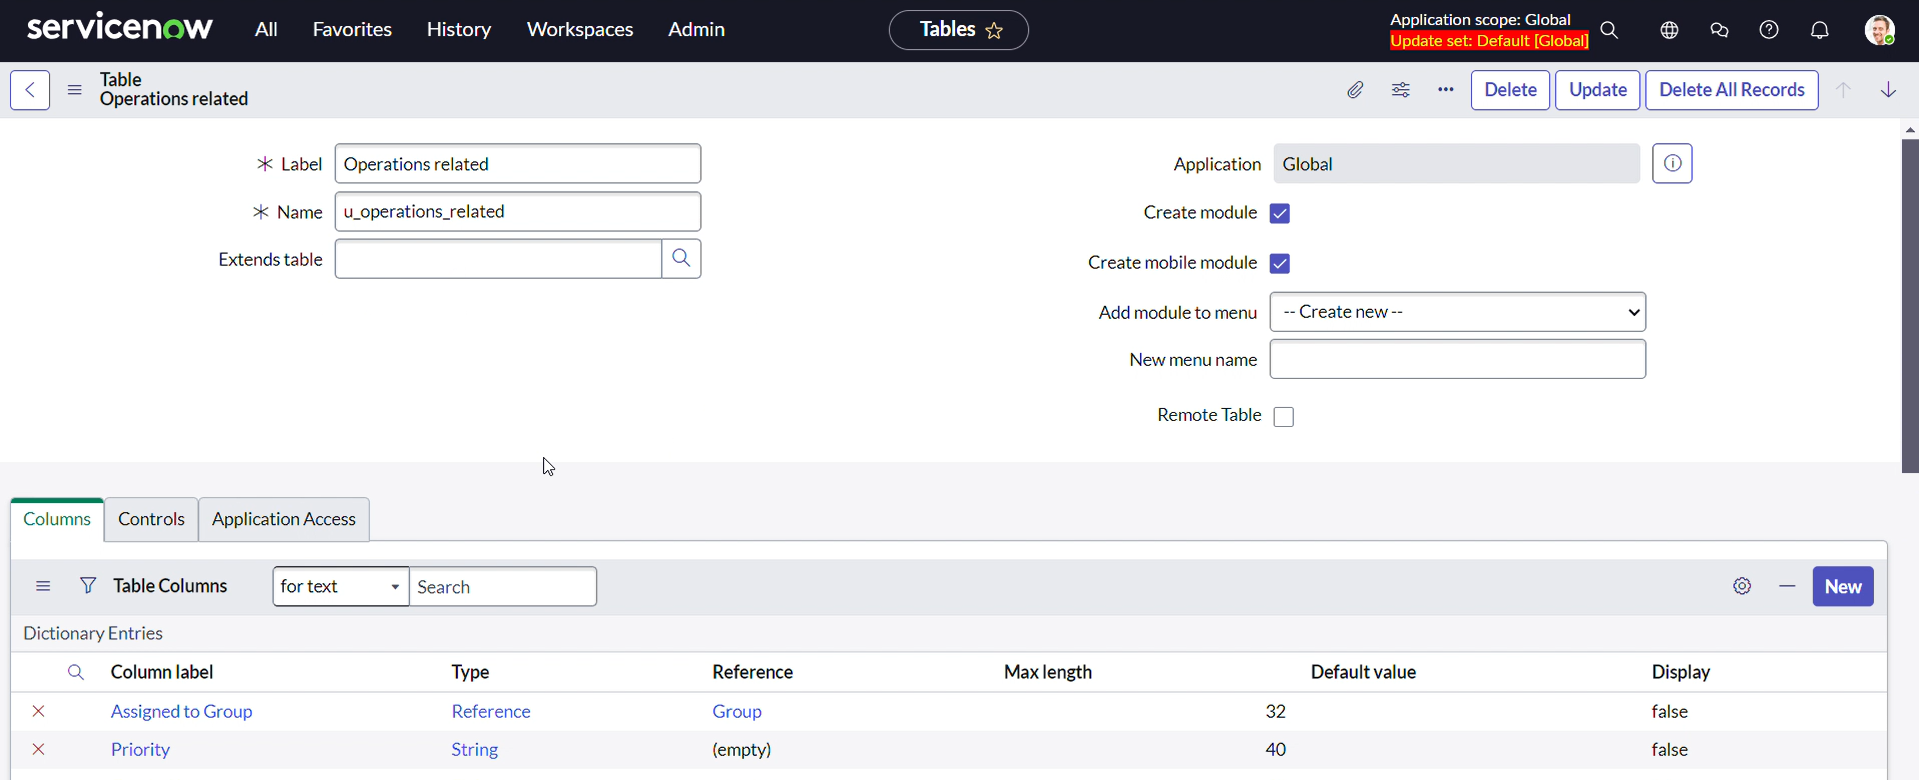 servicenow All Favorites History Workspaces Admin Tables Application scope: Global
Update set: Default [Global]
Table
Operations related Delete Update Delete All Records
Label Operations related
Name u_operations_related
Extends table
Application Global
Create module
Create mobile module
Add module to menu -- Create new --
New menu name
Remote Table
Columns Controls Application Access
Table Columns for text Search New
Dictionary Entries
Column label Type Reference Max length Default value Display
Assigned to Group Reference Group 32 false
Priority String (empty) 40 false